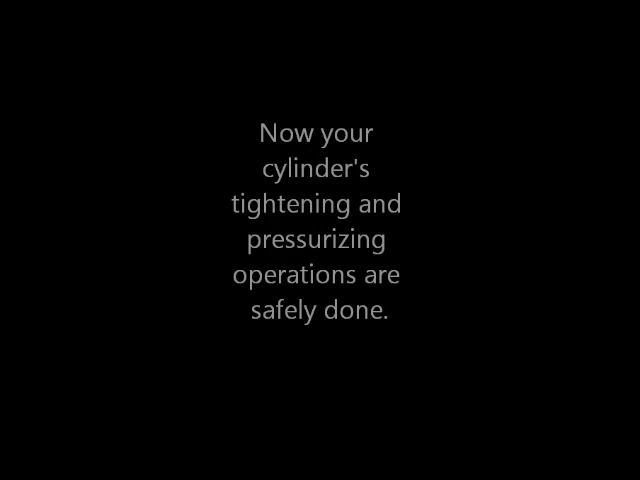 Now your
cylinder's
tightening and
pressurizing
operations are
safely done.